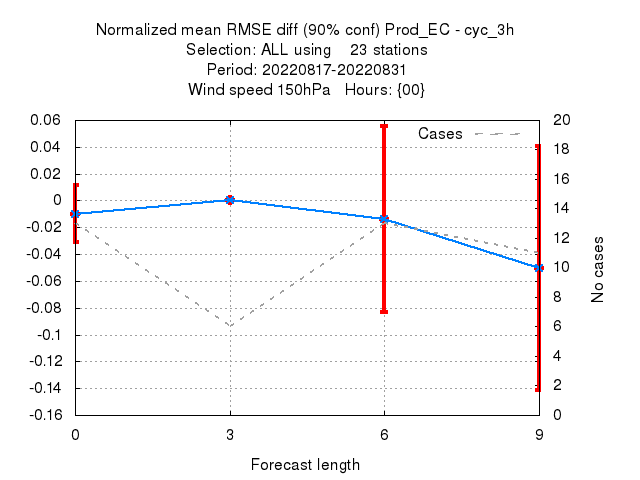 Normalized mean RMSE diff (90% conf) Prod_EC - cyc_3h
Selection: ALL using    23 stations
Period: 20220817-20220831
Wind speed 150hPa   Hours: {00}
Cases
0.06
0.04
0.02
0
-0.02
-0.04
-0.06
-0.08
-0.1
-0.12
-0.14
-0.16
20
18
16
14
12
10
8
6
4
2
0
No cases
0 3 6 9
Forecast length